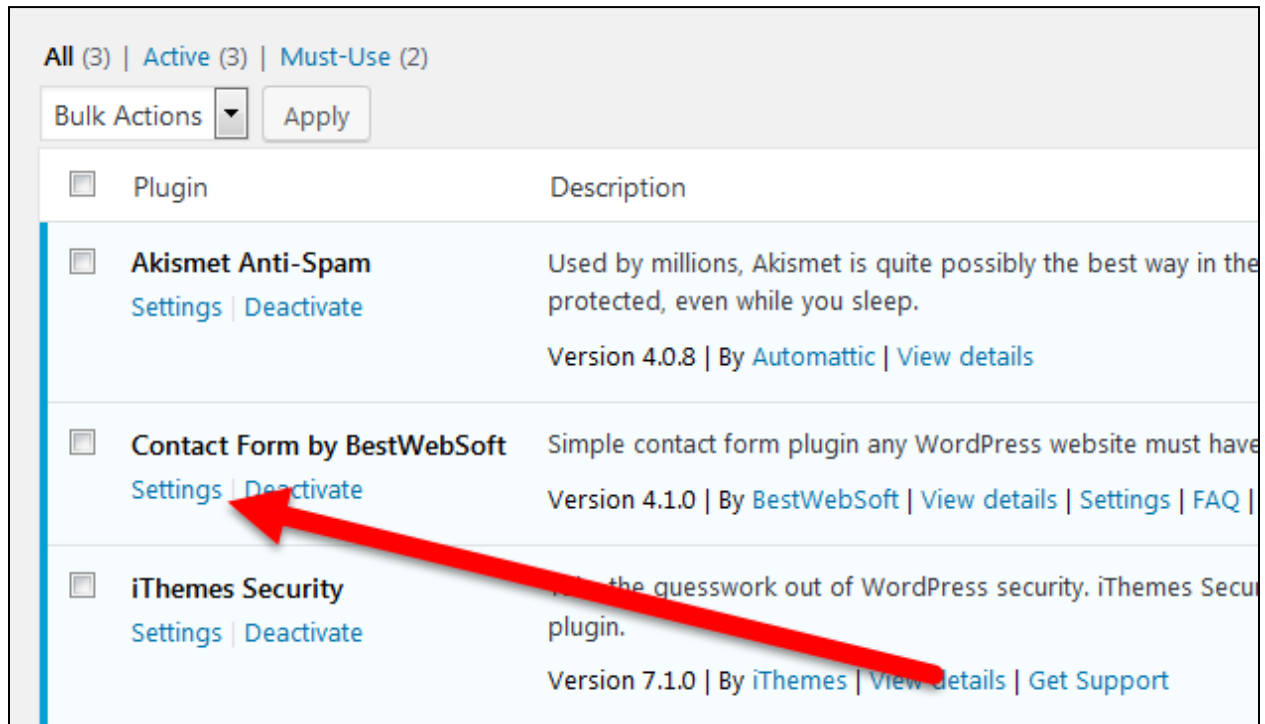 All (3) | Active (3) | Must-Use (2)
Bulk Actions Apply
Plugin Description
Akismet Anti-Spam
Settings | Deactivate
Used by millions, Akismet is quite possibly the best way in the
protected, even while you sleep.
Version 4.0.8 | By Automattic | View details
Contact Form by BestWebSoft
Settings | Deactivate
Simple contact form plugin any WordPress website must have
Version 4.1.0 | By BestWebSoft | View details | Settings | FAQ |
iThemes Security
Settings | Deactivate
the guesswork out of WordPress security. iThemes Secur
plugin.
Version 7.1.0 | By iThemes | View details | Get Support